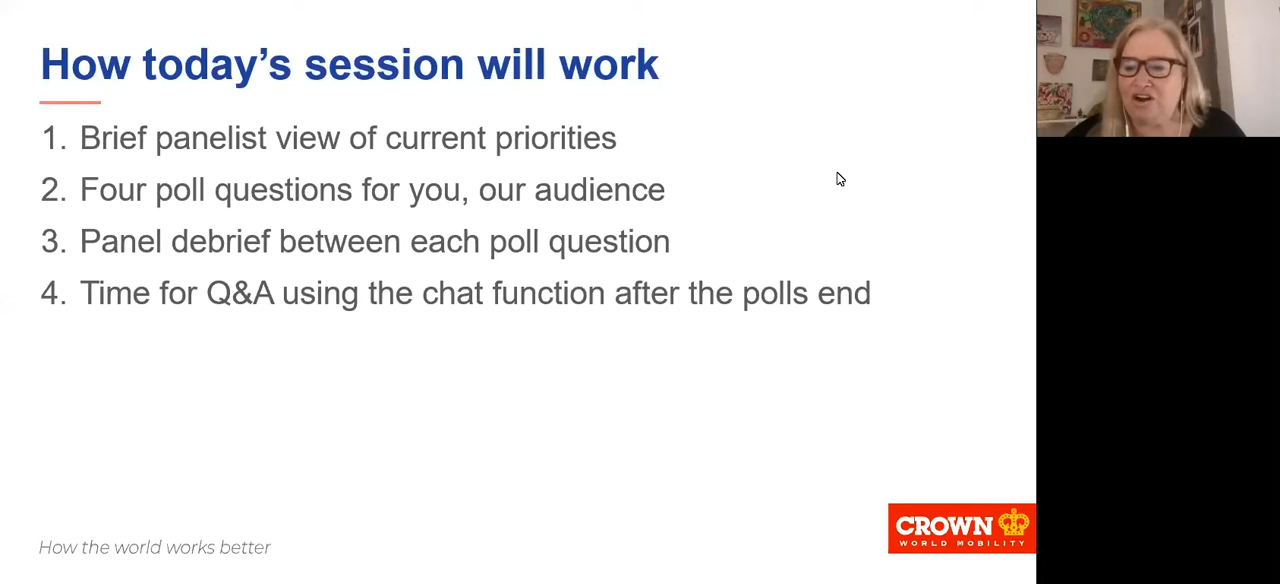 How today’s session will work
1. Brief panelist view of current priorities
2. Four poll questions for you, our audience
3. Panel debrief between each poll question
4. Time for Q&A using the chat function after the polls end
How the world works better
CROWN
WORLD MOBILITY